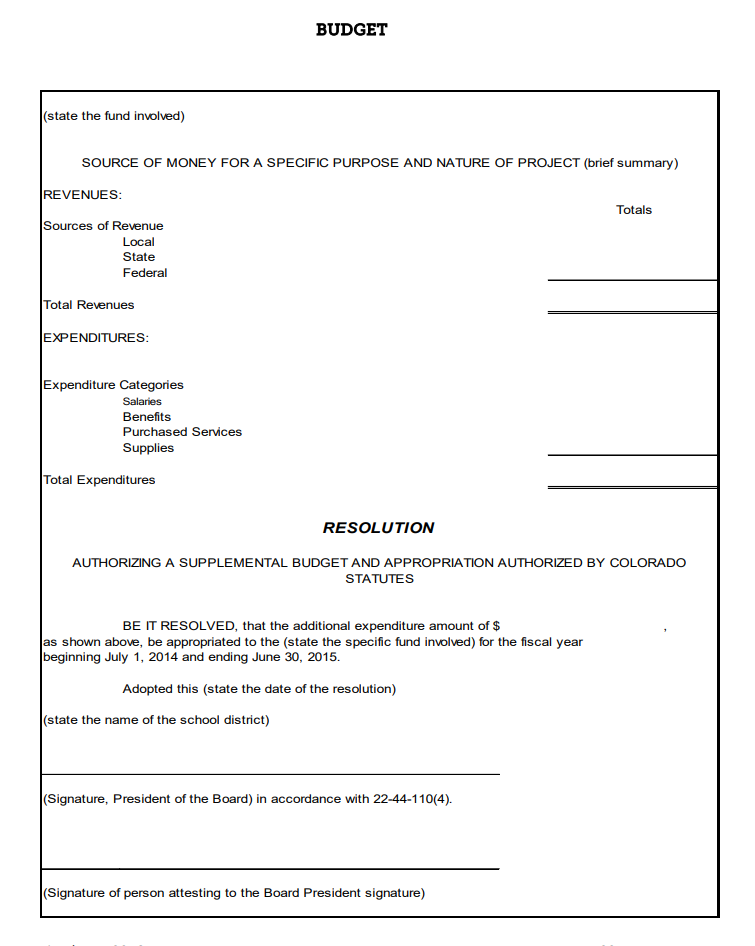 BUDGET
(state the fund involved)
SOURCE OF MONEY FOR A SPECIFIC PURPOSE AND NATURE OF PROJECT (brief summary)
REVENUES:
Totals
Sources of Revenue
Local
State
Federal
Total Revenues
EXPENDITURES:
Expenditure Categories
Salaries
Benefits
Purchased Services
Supplies
Total Expenditures
RESOLUTION
AUTHORIZING A SUPPLEMENTAL BUDGET AND APPROPRIATION AUTHORIZED BY COLORADO
STATUTES
BE IT RESOLVED, that the additional expenditure amount of $ ,
as shown above, be appropriated to the (state the specific fund involved) for the fiscal year
beginning July 1, 2014 and ending June 30, 2015.
Adopted this (state the date of the resolution)
(state the name of the school district)
(Signature, President of the Board) in accordance with 22-44-110(4).
(Signature of person attesting to the Board President signature)